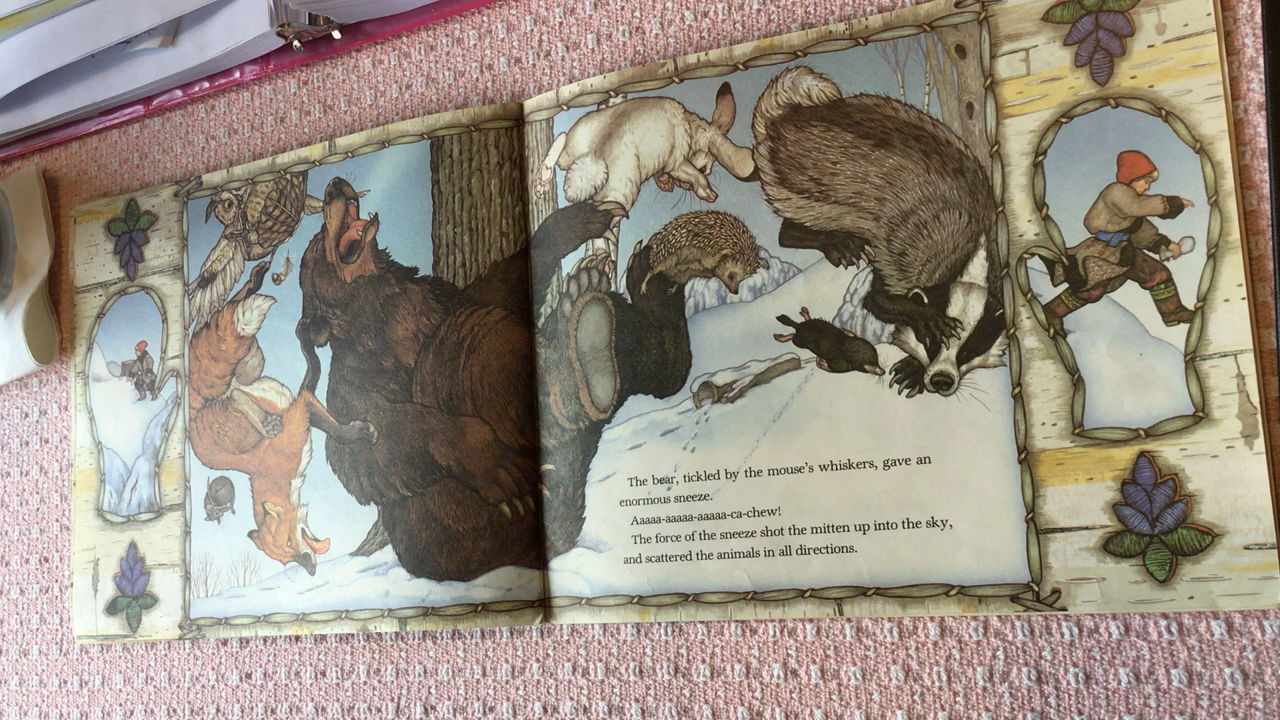 The bear, tickled by the mouse's whiskers, gave an
enormous sneeze.
Aaaaa-aaaaa-aaaaa-ca-chew!
The force of the sneeze shot the mitten up into the sky,
and scattered the animals in all directions.